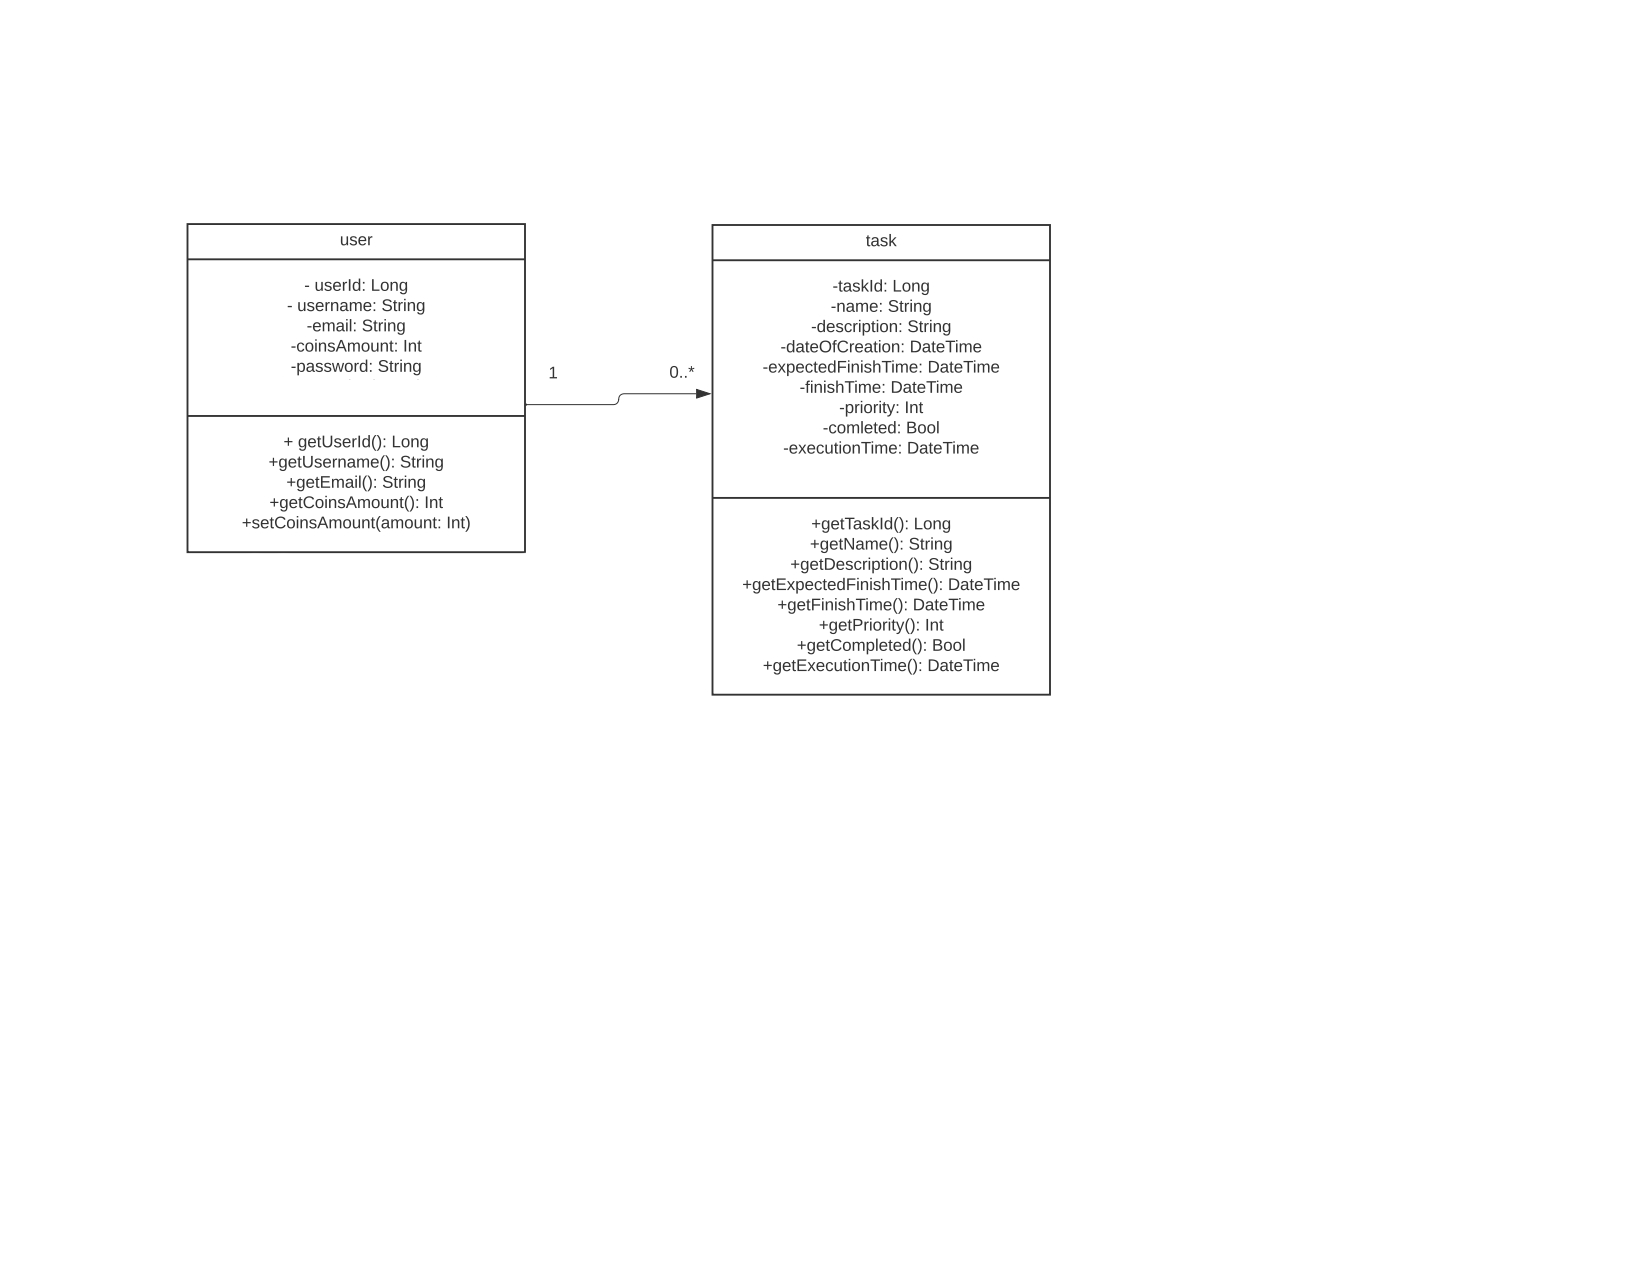 user
- userId: Long
- username: String
-email: String
-coinsAmount: Int
-password: String
+ getUserId(): Long
+getUsername(): String
+getEmail(): String
+getCoinsAmount(): Int
+setCoinsAmount(amount: Int)
1
0..*
task
-taskId: Long
-name: String
-description: String
-dateOfCreation: DateTime
-expectedFinishTime: DateTime
-finishTime: DateTime
-priority: Int
-comleted: Bool
-executionTime: DateTime
+getTaskId(): Long
+getName(): String
+getDescription(): String
+getExpectedFinishTime(): DateTime
+getFinishTime(): DateTime
+getPriority(): Int
+getCompleted(): Bool
+getExecutionTime(): DateTime